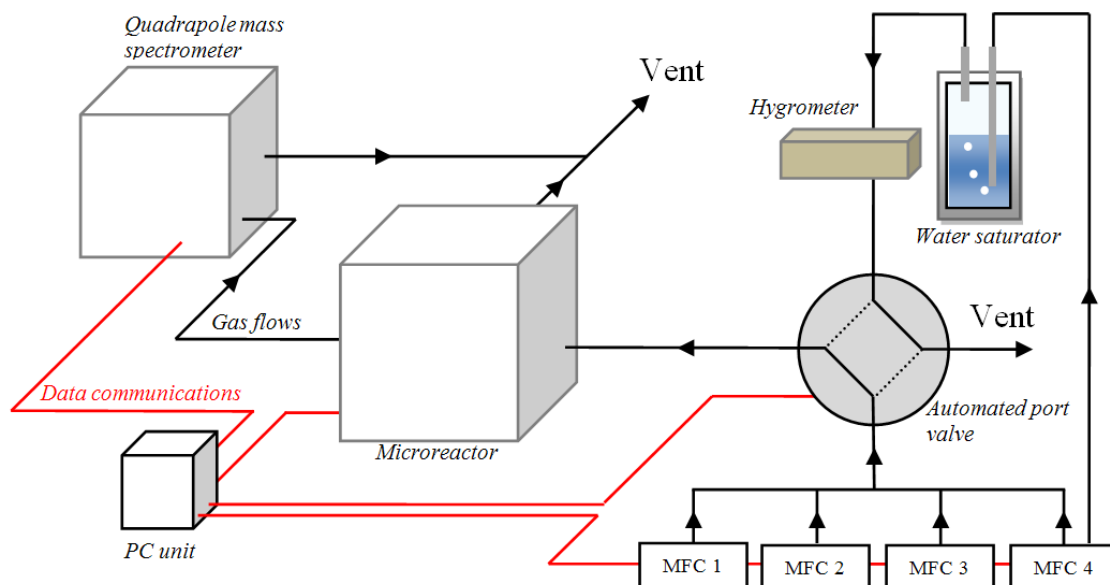 Quadrapole mass
spectrometer
Vent
Hygrometer
Water saturator
Gas flows
Vent
Data communications
Automated port
valve
Microreactor
PC unit
MFC 1
MFC 2
MFC 3
MFC 4